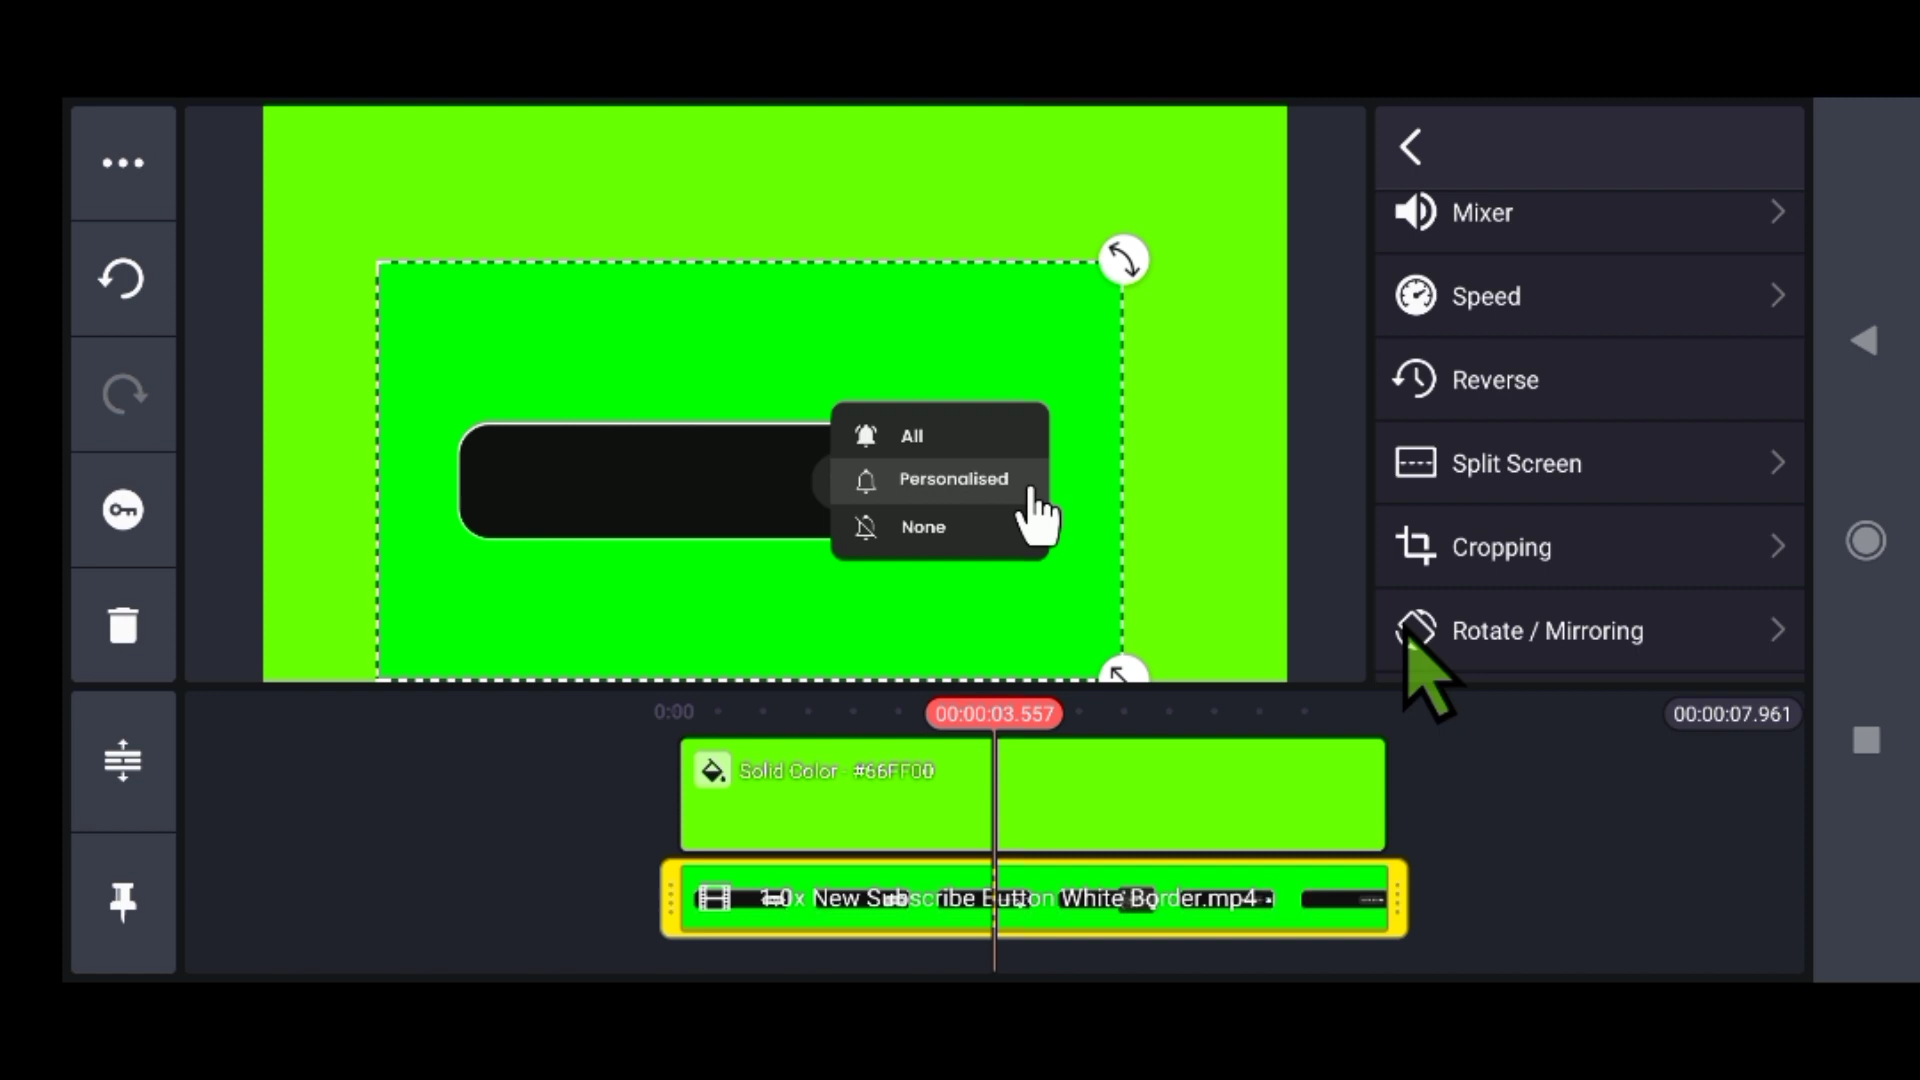 Mixer
Speed
Reverse
Split Screen
Cropping
Rotate / Mirroring
All
Personalised
None
0:00
00:00:03.557
00:00:07.961
Solid Color - #66FF00
1.0x New Subscribe Button White Border.mp4